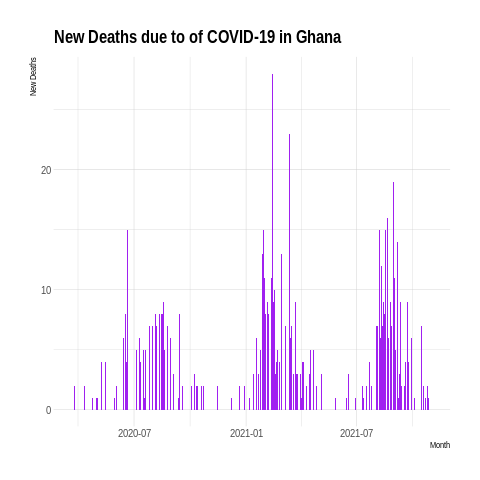 New Deaths due to of COVID-19 in Ghana
New Deaths
20
10
0
2020-07
2021-01
2021-07
Month